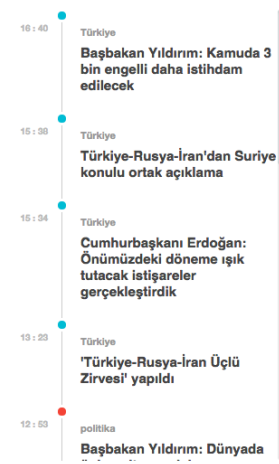 16:40
Türkiye
Başbakan Yıldırım: Kamuda 3
bin engelli daha istihdam
edilecek
15:38
Türkiye
Türkiye-Rusya-İran'dan Suriye
konulu ortak açıklama
15:34
Türkiye
Cumhurbaşkanı Erdoğan:
Önümüzdeki döneme ışık
tutacak istişareler
gerçekleştirdik
13:23
Türkiye
'Türkiye-Rusya-İran Üçlü
Zirvesi' yapıldı
12:53
politika
Başbakan Yıldırım: Dünyada